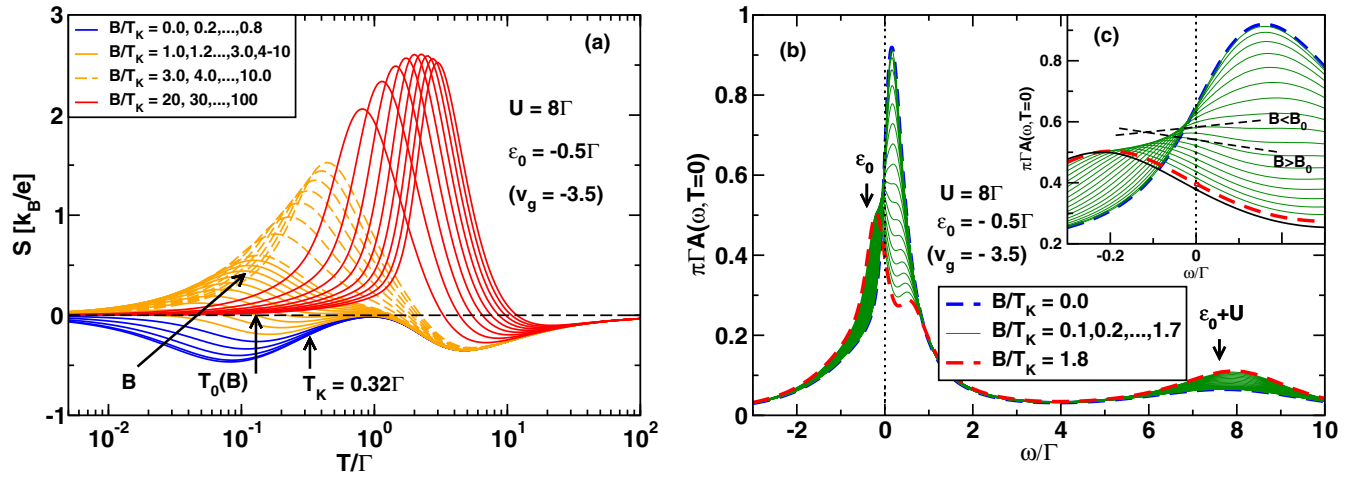 S [k_B/e]
3
2
1
0
-1
B/T_K = 0.0, 0.2,...,0.8
B/T_K = 1.0,1.2...,3.0,4-10
B/T_K = 3.0, 4.0,...,10.0
B/T_K = 20, 30,...,100
(a)
U = 8Γ
ε_0 = -0.5Γ
(v_g = -3.5)
B
T_0(B)
T_K = 0.32Γ
10^-2 10^-1 10^0 10^1 10^2
T/Γ
πΓA(ω,T=0)
1
0.8
0.6
0.4
0.2
0
(b)
ε_0
U = 8Γ
ε_0 = - 0.5Γ
(v_g = - 3.5)
B/T_K = 0.0
B/T_K = 0.1,0.2,...,1.7
B/T_K = 1.8
ε_0+U
-2 0 2 4 6 8 10
ω/Γ
(c)
πΓA(ω,T=0)
0.8
0.6
0.4
0.2
B<B_0
B>B_0
-0.2 0 0.2
ω/Γ